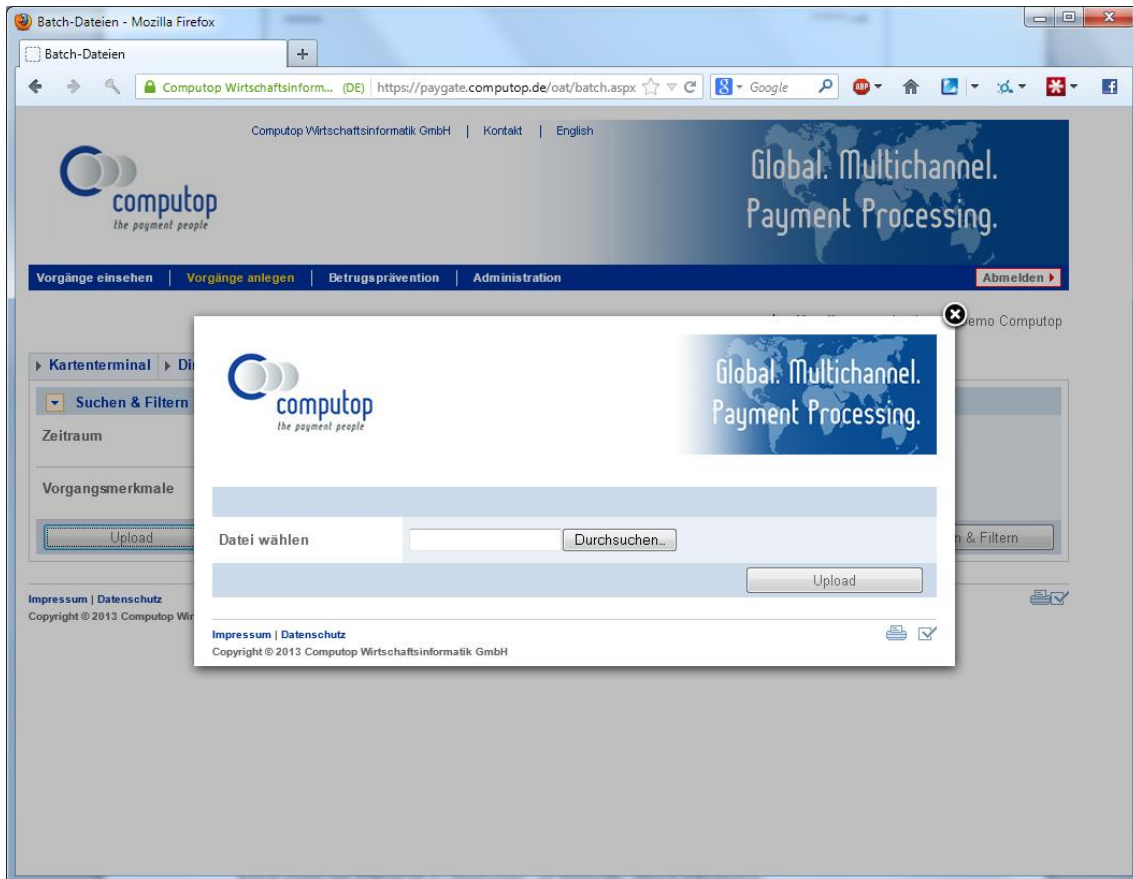 Batch-Dateien - Mozilla Firefox
Batch-Dateien
Computop Wirtschaftsinform... (DE) https://paygate.computop.de/oat/batch.aspx Google ABP
Computop Wirtschaftsinformatik GmbH | Kontakt | English
computop
the payment people
Global. Multichannel.
Payment Processing.
Vorgänge einsehen | Vorgänge anlegen | Betrugsprävention | Administration Abmelden
Demo Computop
Kartenterminal
Suchen & Filtern
Zeitraum
Vorgangsmerkmale
Upload & Filtern
Impressum | Datenschutz
Copyright © 2013 Computop
computop
the payment people
Global. Multichannel.
Payment Processing.
Datei wählen Durchsuchen...
Upload
Impressum | Datenschutz
Copyright © 2013 Computop Wirtschaftsinformatik GmbH